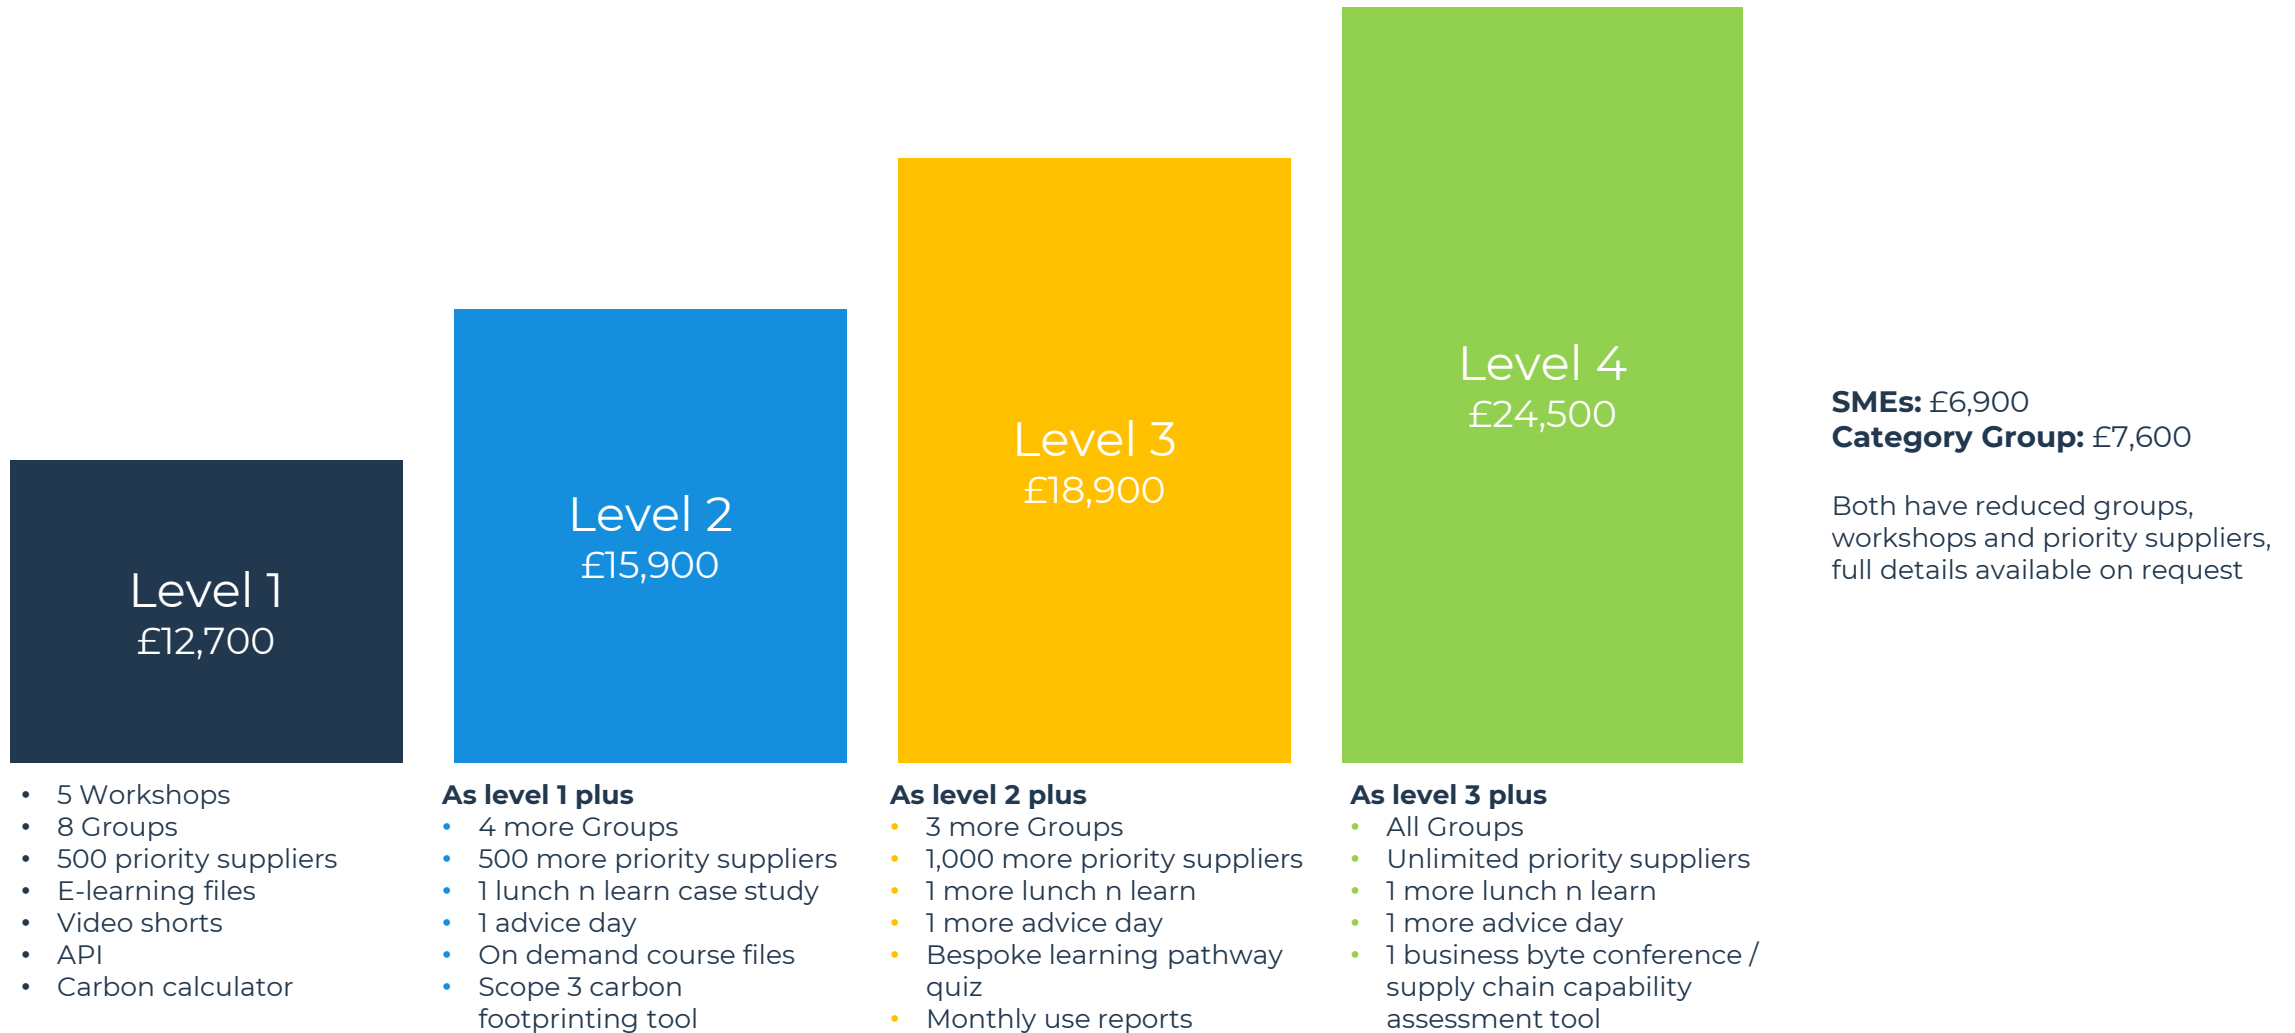 Level 1
£12,700
• 5 Workshops
• 8 Groups
• 500 priority suppliers
• E-learning files
• Video shorts
• API
• Carbon calculator
Level 2
£15,900
As level 1 plus
• 4 more Groups
• 500 more priority suppliers
• 1 lunch n learn case study
• 1 advice day
• On demand course files
• Scope 3 carbon
footprinting tool
Level 3
£18,900
As level 2 plus
• 3 more Groups
• 1,000 more priority suppliers
• 1 more lunch n learn
• 1 more advice day
• Bespoke learning pathway
quiz
• Monthly use reports
Level 4
£24,500
As level 3 plus
• All Groups
• Unlimited priority suppliers
• 1 more lunch n learn
• 1 more advice day
• 1 business byte conference /
supply chain capability
assessment tool
SMEs: £6,900
Category Group: £7,600
Both have reduced groups,
workshops and priority suppliers,
full details available on request